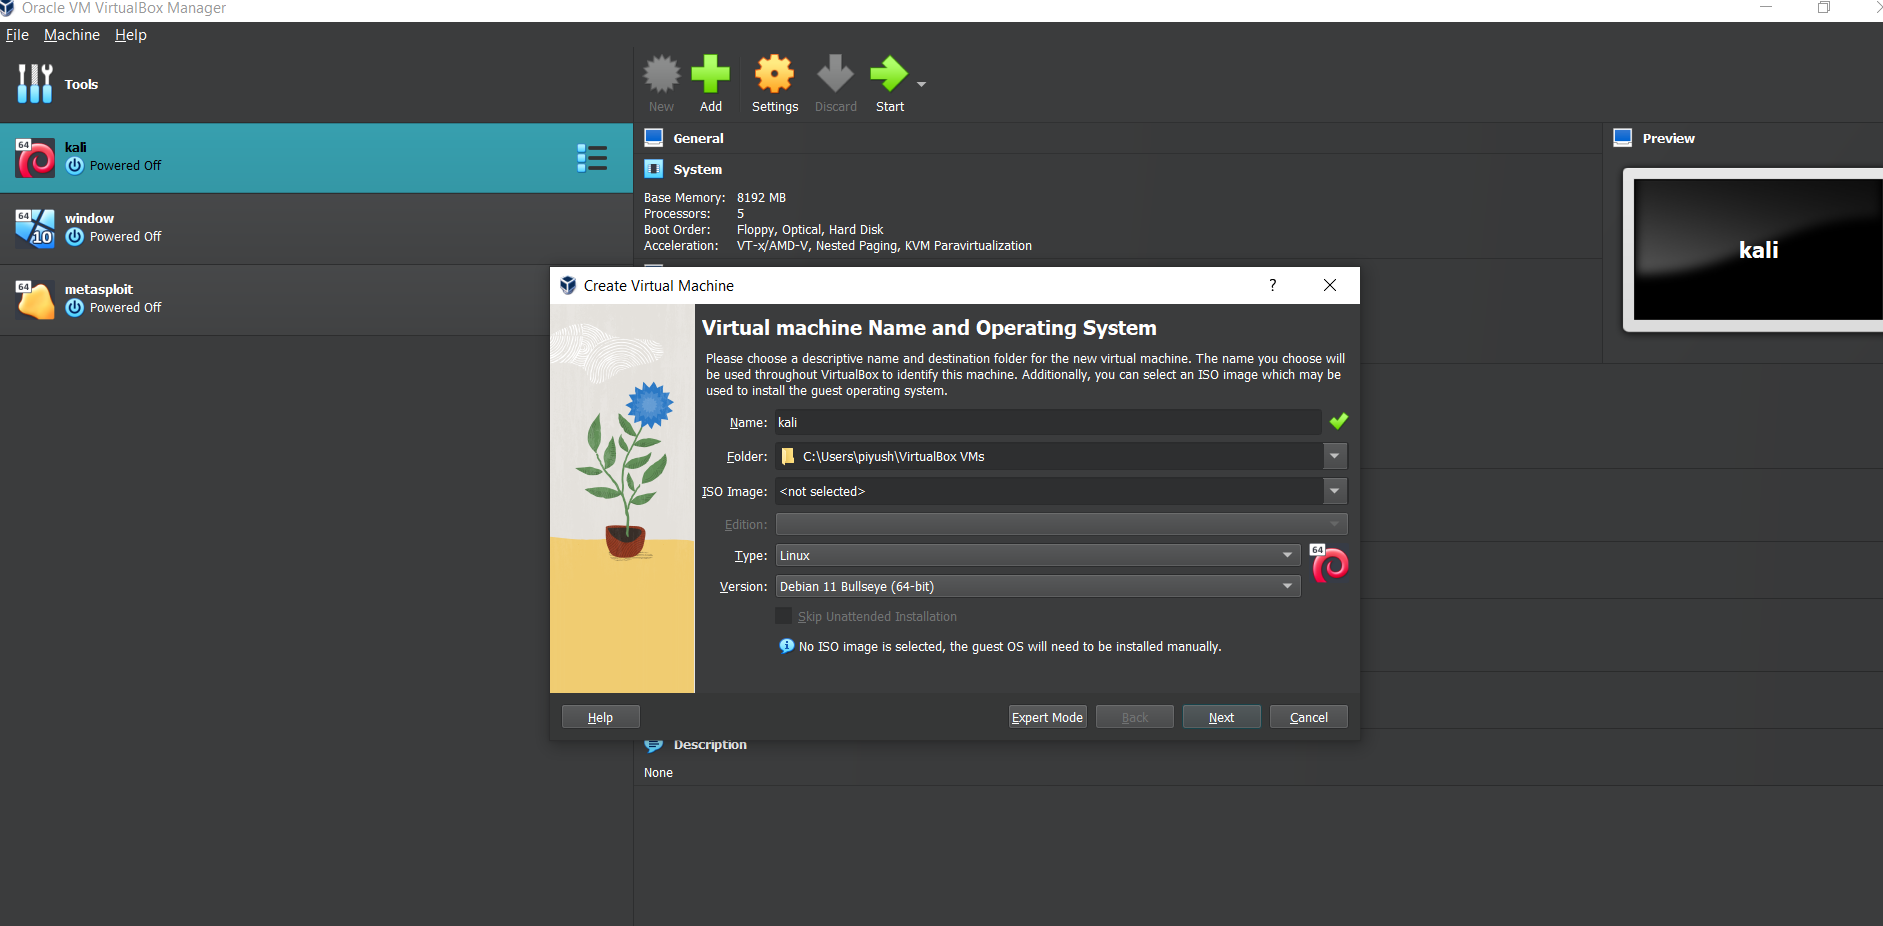 Oracle VM VirtualBox Manager
File Machine Help
Tools
New Add Settings Discard Start
64
kali
Powered Off
64
10
window
Powered Off
64
metasploit
Powered Off
General
System
Base Memory: 8192 MB
Processors: 5
Boot Order: Floppy, Optical, Hard Disk
Acceleration: VT-x/AMD-V, Nested Paging, KVM Paravirtualization
Preview
kali
Create Virtual Machine
?
Virtual machine Name and Operating System
Please choose a descriptive name and destination folder for the new virtual machine. The name you choose will
be used throughout VirtualBox to identify this machine. Additionally, you can select an ISO image which may be
used to install the guest operating system.
Name: kali
Folder: C:\Users\piyush\VirtualBox VMs
ISO Image: <not selected>
Edition:
Type: Linux
64
Version: Debian 11 Bullseye (64-bit)
Skip Unattended Installation
No ISO image is selected, the guest OS will need to be installed manually.
Help Expert Mode Back Next Cancel
Description
None